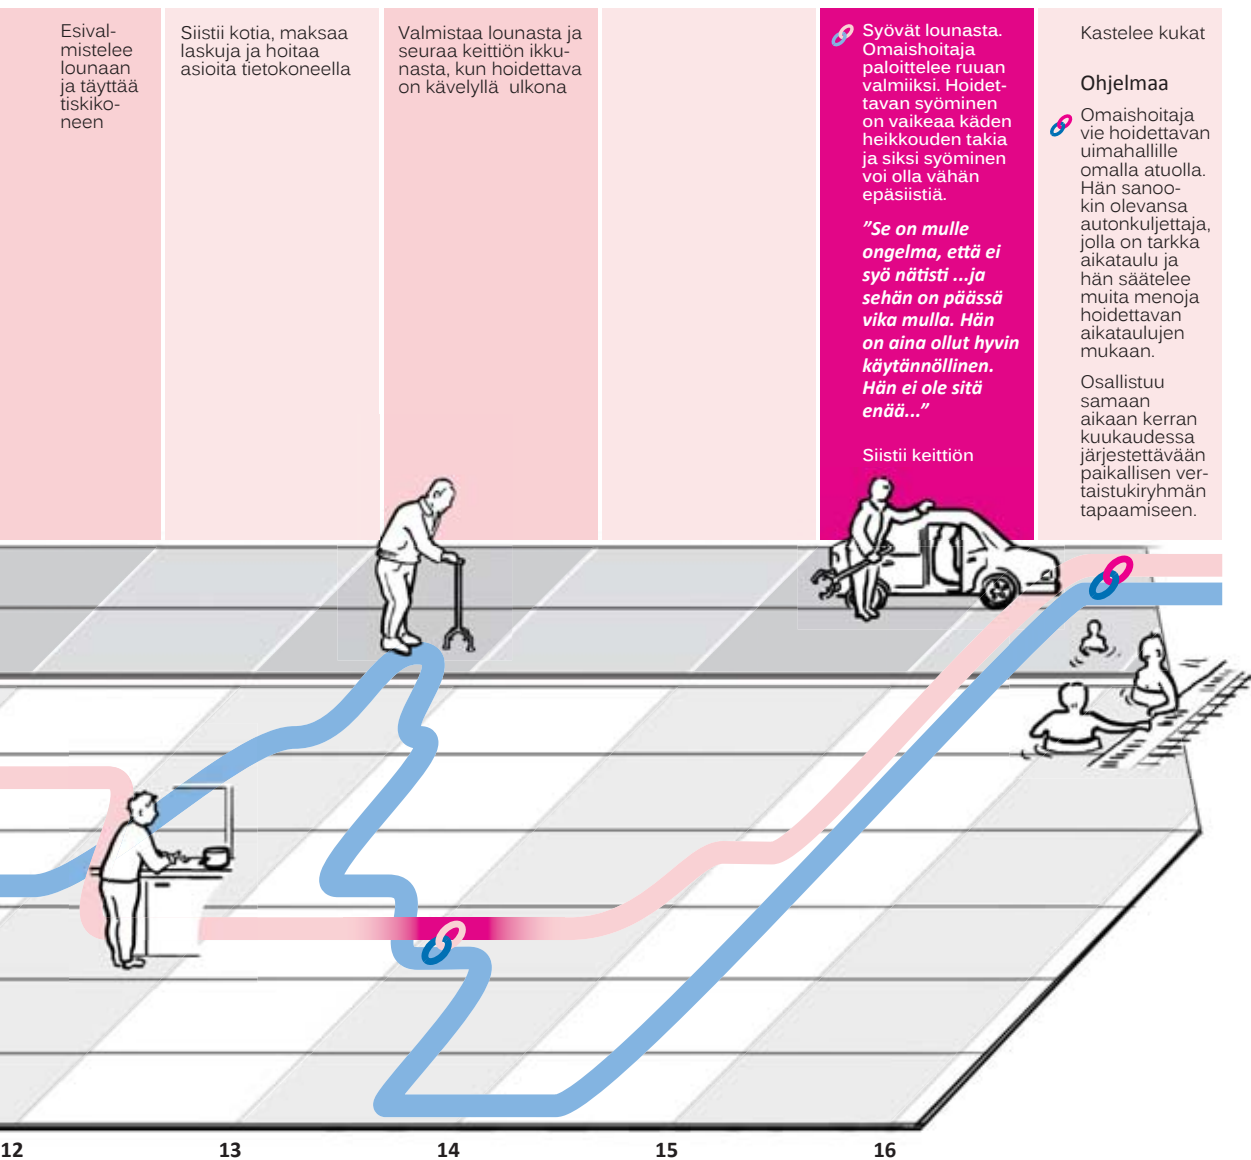 Esival-
mistelee
lounaan
ja täyttää
tiskiko-
neen
Siistii kotia, maksaa
laskuja ja hoitaa
asioita tietokoneella
Valmistaa lounasta ja
seuraa keittiön ikku-
nasta, kun hoidettava
on kävelyllä ulkona
Syövät lounasta.
Omaishoitaja
paloittelee ruuan
valmiiksi. Hoidet-
tavan syöminen
on vaikeaa käden
heikkouden takia
ja siksi syöminen
voi olla vähän
epäsiistiä.
”Se on mulle
ongelma, että ei
syö nätisti ...ja
sehän on päässä
vika mulla. Hän
on aina ollut hyvin
käytännöllinen.
Hän ei ole sitä
enää...”
Siistii keittiön
Kastelee kukat
Ohjelmaa
Omaishoitaja
vie hoidettavan
uimahallille
omalla atuolla.
Hän sanoo-
kin olevansa
autonkuljettaja,
jolla on tarkka
aikataulu ja
hän säätelee
muita menoja
hoidettavan
aikataulujen
mukaan.
Osallistuu
samaan
aikaan kerran
kuukaudessa
järjestettävään
paikallisen ver-
taistukiryhmän
tapaamiseen.
12 13 14 15 16